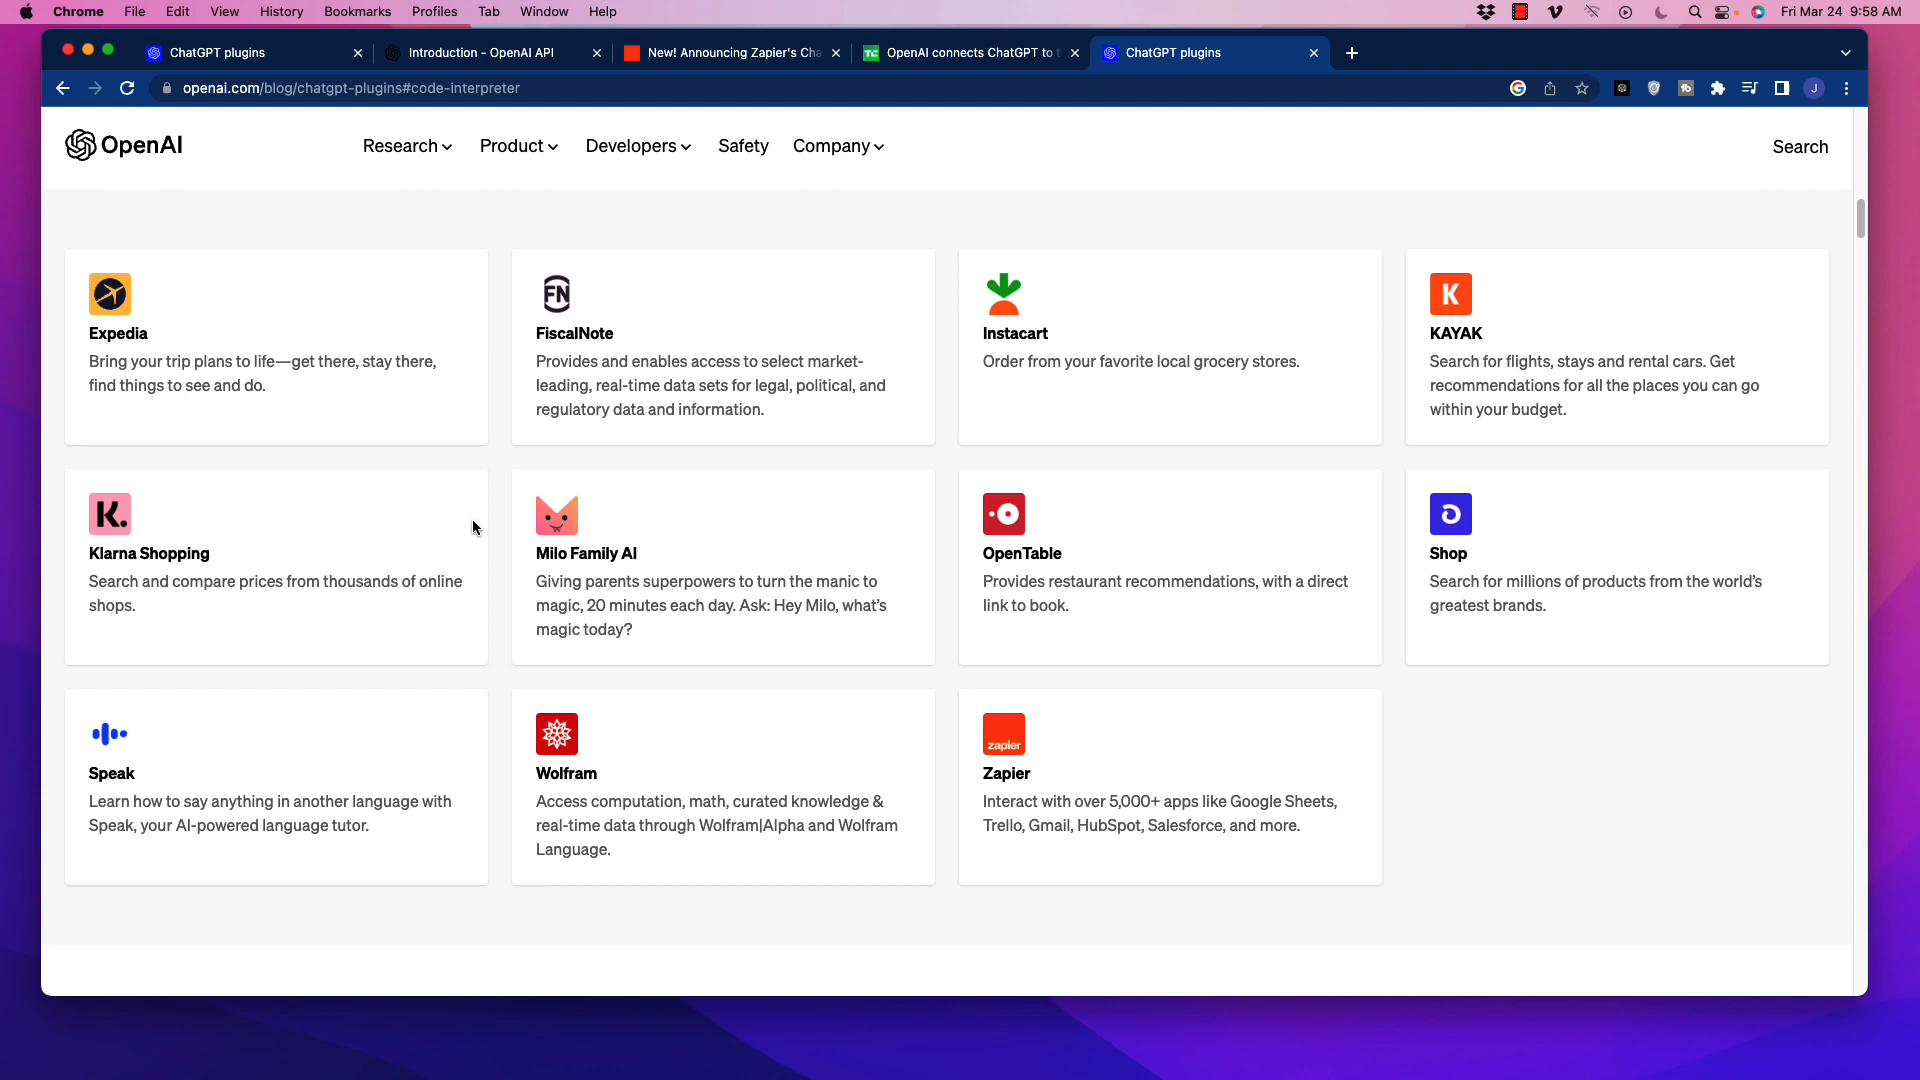 Chrome File Edit View History Bookmarks Profiles Tab Window Help Fri Mar 24 9:58 AM
ChatGPT plugins Introduction - OpenAI API New! Announcing Zapier's Cha OpenAI connects ChatGPT to t ChatGPT plugins
openai.com/blog/chatgpt-plugins#code-interpreter J
OpenAI Research Product Developers Safety Company Search
Expedia
Bring your trip plans to life—get there, stay there,
find things to see and do.
FN
FiscalNote
Provides and enables access to select market-
leading, real-time data sets for legal, political, and
regulatory data and information.
Instacart
Order from your favorite local grocery stores.
K
KAYAK
Search for flights, stays and rental cars. Get
recommendations for all the places you can go
within your budget.
K.
Klarna Shopping
Search and compare prices from thousands of online
shops.
Milo Family AI
Giving parents superpowers to turn the manic to
magic, 20 minutes each day. Ask: Hey Milo, what's
magic today?
OpenTable
Provides restaurant recommendations, with a direct
link to book.
Shop
Search for millions of products from the world's
greatest brands.
Speak
Learn how to say anything in another language with
Speak, your AI-powered language tutor.
Wolfram
Access computation, math, curated knowledge &
real-time data through Wolfram|Alpha and Wolfram
Language.
zapier
Zapier
Interact with over 5,000+ apps like Google Sheets,
Trello, Gmail, HubSpot, Salesforce, and more.